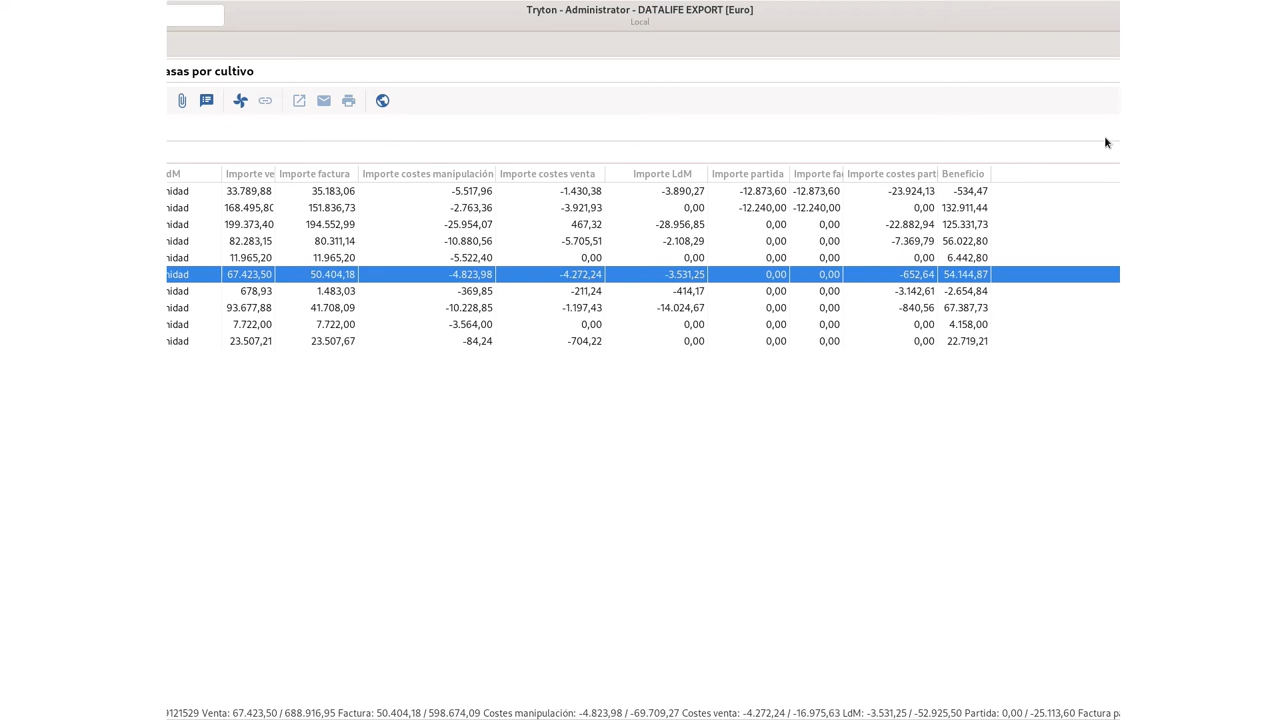 Tryton - Administrator - DATALIFE EXPORT [Euro]
Local
asas por cultivo
dM Importe ve Importe factura Importe costes manipulación Importe costes venta Importe LdM Importe partida Importe fa Importe costes part Beneficio
nidad 33.789,88 35.183,06 -5.517,96 -1.430,38 -3.890,27 -12.873,60 -12.873,60 -23.924,13 -534,47
nidad 168.495,80 151.836,73 -2.763,36 -3.921,93 0,00 -12.240,00 -12.240,00 0,00 132.911,44
nidad 199.373,40 194.552,99 -25.954,07 467,32 -28.956,85 0,00 0,00 -22.882,94 125.331,73
nidad 82.283,15 80.311,14 -10.880,56 -5.705,51 -2.108,29 0,00 0,00 -7.369,79 56.022,80
nidad 11.965,20 11.965,20 -5.522,40 0,00 0,00 0,00 0,00 0,00 6.442,80
nidad 67.423,50 50.404,18 -4.823,98 -4.272,24 -3.531,25 0,00 0,00 -652,64 54.144,87
nidad 678,93 1.483,03 -369,85 -211,24 -414,17 0,00 0,00 -3.142,61 -2.654,84
nidad 93.677,88 41.708,09 -10.228,85 -1.197,43 -14.024,67 0,00 0,00 -840,56 67.387,73
nidad 7.722,00 7.722,00 -3.564,00 0,00 0,00 0,00 0,00 0,00 4.158,00
nidad 23.507,21 23.507,67 -84,24 -704,22 0,00 0,00 0,00 0,00 22.719,21
0121529 Venta: 67.423,50 / 688.916,95 Factura: 50.404,18 / 598.674,09 Costes manipulación: -4.823,98 / -69.709,27 Costes venta: -4.272,24 / -16.975,63 LdM: -3.531,25 / -52.925,50 Partida: 0,00 / -25.113,60 Factura pa